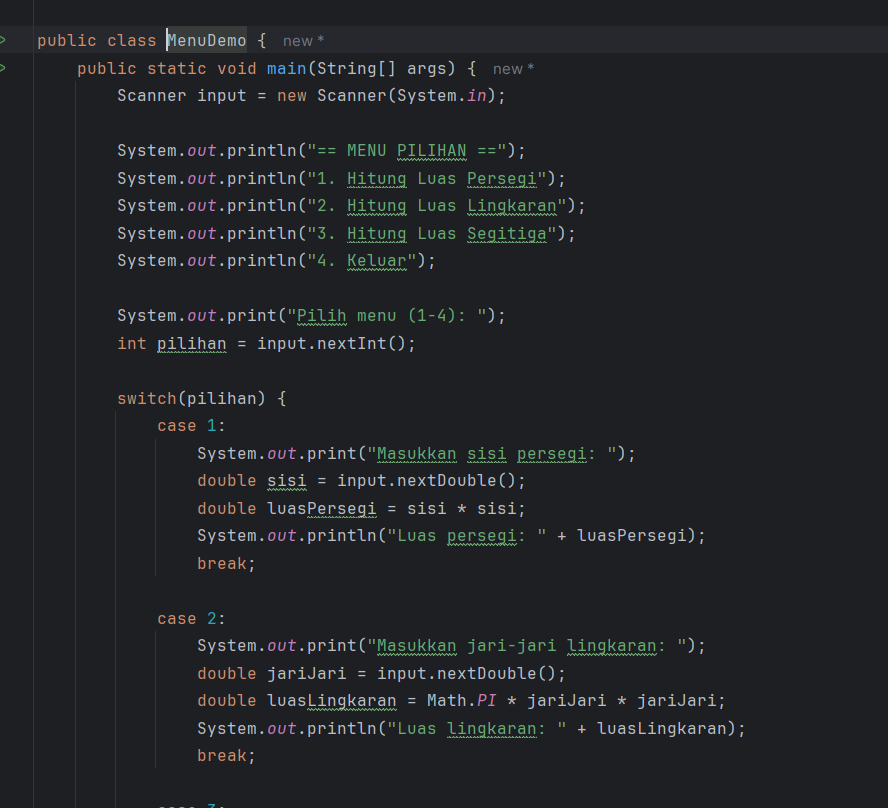 public class MenuDemo { new *
public static void main(String[] args) { new *
Scanner input = new Scanner(System.in);
System.out.println("== MENU PILIHAN ==");
System.out.println("1. Hitung Luas Persegi");
System.out.println("2. Hitung Luas Lingkaran");
System.out.println("3. Hitung Luas Segitiga");
System.out.println("4. Keluar");
System.out.print("Pilih menu (1-4): ");
int pilihan = input.nextInt();
switch(pilihan) {
case 1:
System.out.print("Masukkan sisi persegi: ");
double sisi = input.nextDouble();
double luasPersegi = sisi * sisi;
System.out.println("Luas persegi: " + luasPersegi);
break;
case 2:
System.out.print("Masukkan jari-jari lingkaran: ");
double jariJari = input.nextDouble();
double luasLingkaran = Math.PI * jariJari * jariJari;
System.out.println("Luas lingkaran: " + luasLingkaran);
break;
case 3: